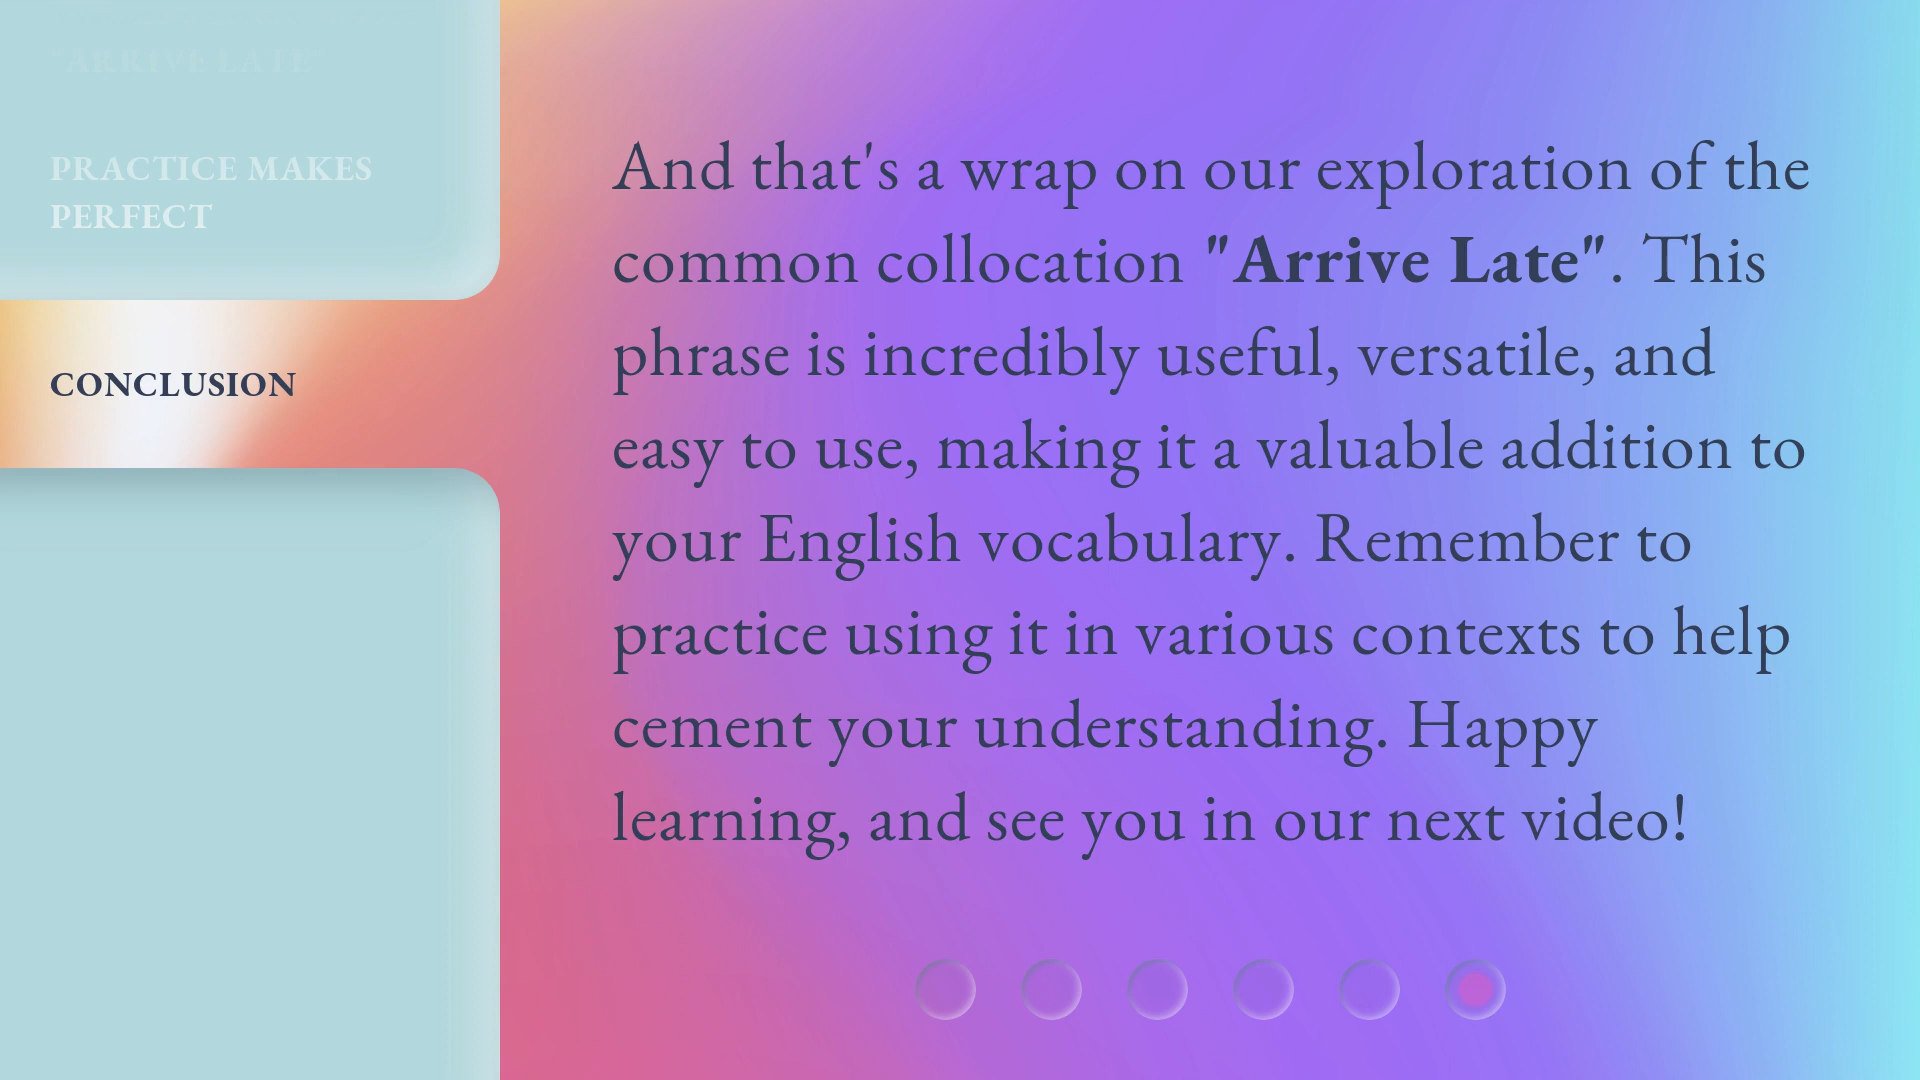 "ARRIVE LATE"
PRACTICE MAKES
PERFECT
CONCLUSION
And that's a wrap on our exploration of the
common collocation "Arrive Late". This
phrase is incredibly useful, versatile, and
easy to use, making it a valuable addition to
your English vocabulary. Remember to
practice using it in various contexts to help
cement your understanding. Happy
learning, and see you in our next video!